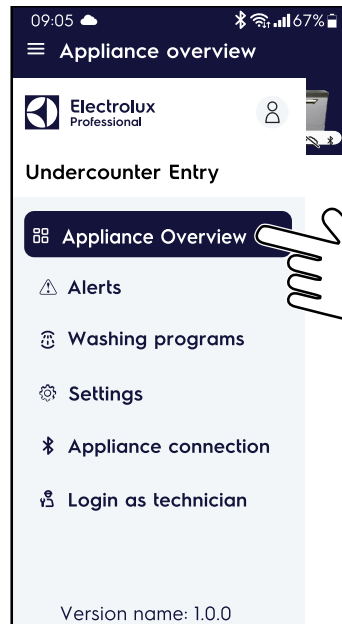 09:05 67%
Appliance overview
Electrolux
Professional
Undercounter Entry
Appliance Overview
Alerts
Washing programs
Settings
Appliance connection
Login as technician
Version name: 1.0.0